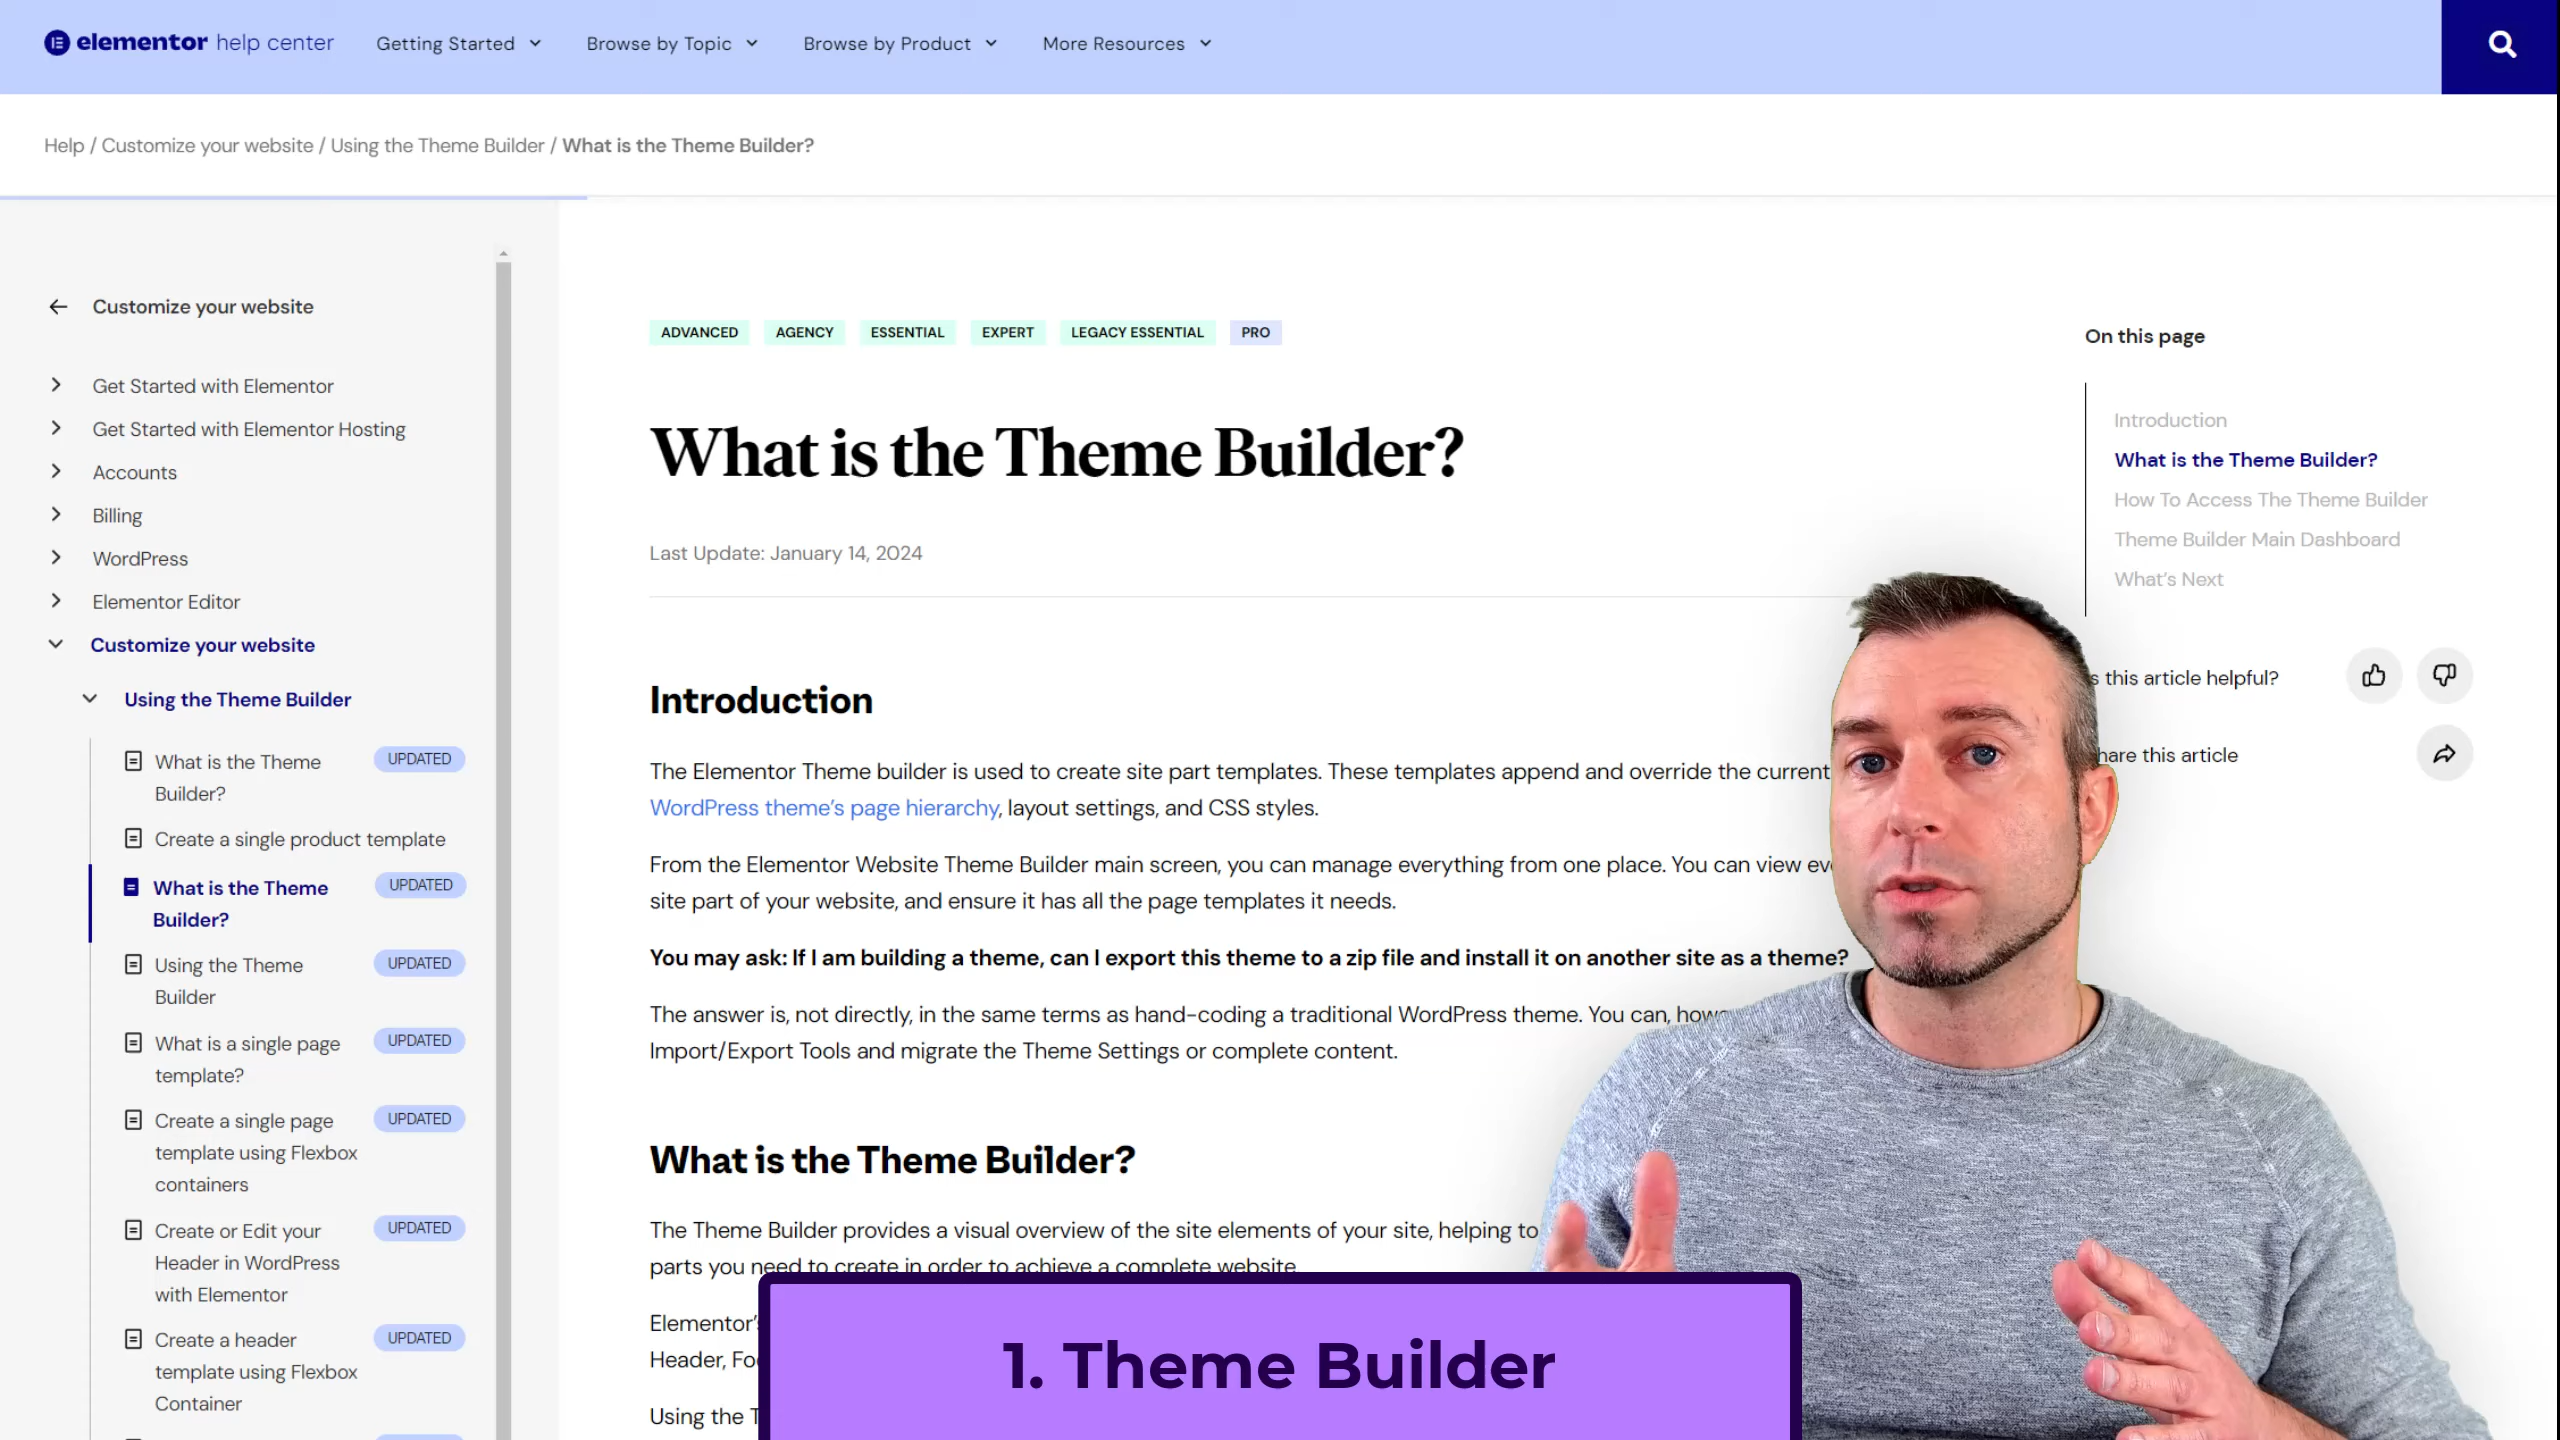 elementor help center
Getting Started
Browse by Topic
Browse by Product
More Resources
Help / Customize your website / Using the Theme Builder / What is the Theme Builder?
Customize your website
Get Started with Elementor
Get Started with Elementor Hosting
Accounts
Billing
WordPress
Elementor Editor
Customize your website
Using the Theme Builder
What is the Theme
Builder?
UPDATED
Create a single product template
What is the Theme
Builder?
UPDATED
Using the Theme
Builder
UPDATED
What is a single page
template?
UPDATED
Create a single page
template using Flexbox
containers
UPDATED
Create or Edit your
Header in WordPress
with Elementor
UPDATED
Create a header
template using Flexbox
Container
UPDATED
ADVANCED
AGENCY
ESSENTIAL
EXPERT
LEGACY ESSENTIAL
PRO
What is the Theme Builder?
Last Update: January 14, 2024
Introduction
The Elementor Theme builder is used to create site part templates. These templates append and override the current
WordPress theme's page hierarchy, layout settings, and CSS styles.
From the Elementor Website Theme Builder main screen, you can manage everything from one place. You can view
site part of your website, and ensure it has all the page templates it needs.
You may ask: If I am building a theme, can I export this theme to a zip file and install it on another site as a theme?
The answer is, not directly, in the same terms as hand-coding a traditional WordPress theme. You can,
Import/Export Tools and migrate the Theme Settings or complete content.
What is the Theme Builder?
The Theme Builder provides a visual overview of the site elements of your site, helping to
parts you need to create in order to achieve a complete website
Elementor's
Header,
Using the
On this page
Introduction
What is the Theme Builder?
How To Access The Theme Builder
Theme Builder Main Dashboard
What's Next
this article helpful?
this article
1. Theme Builder